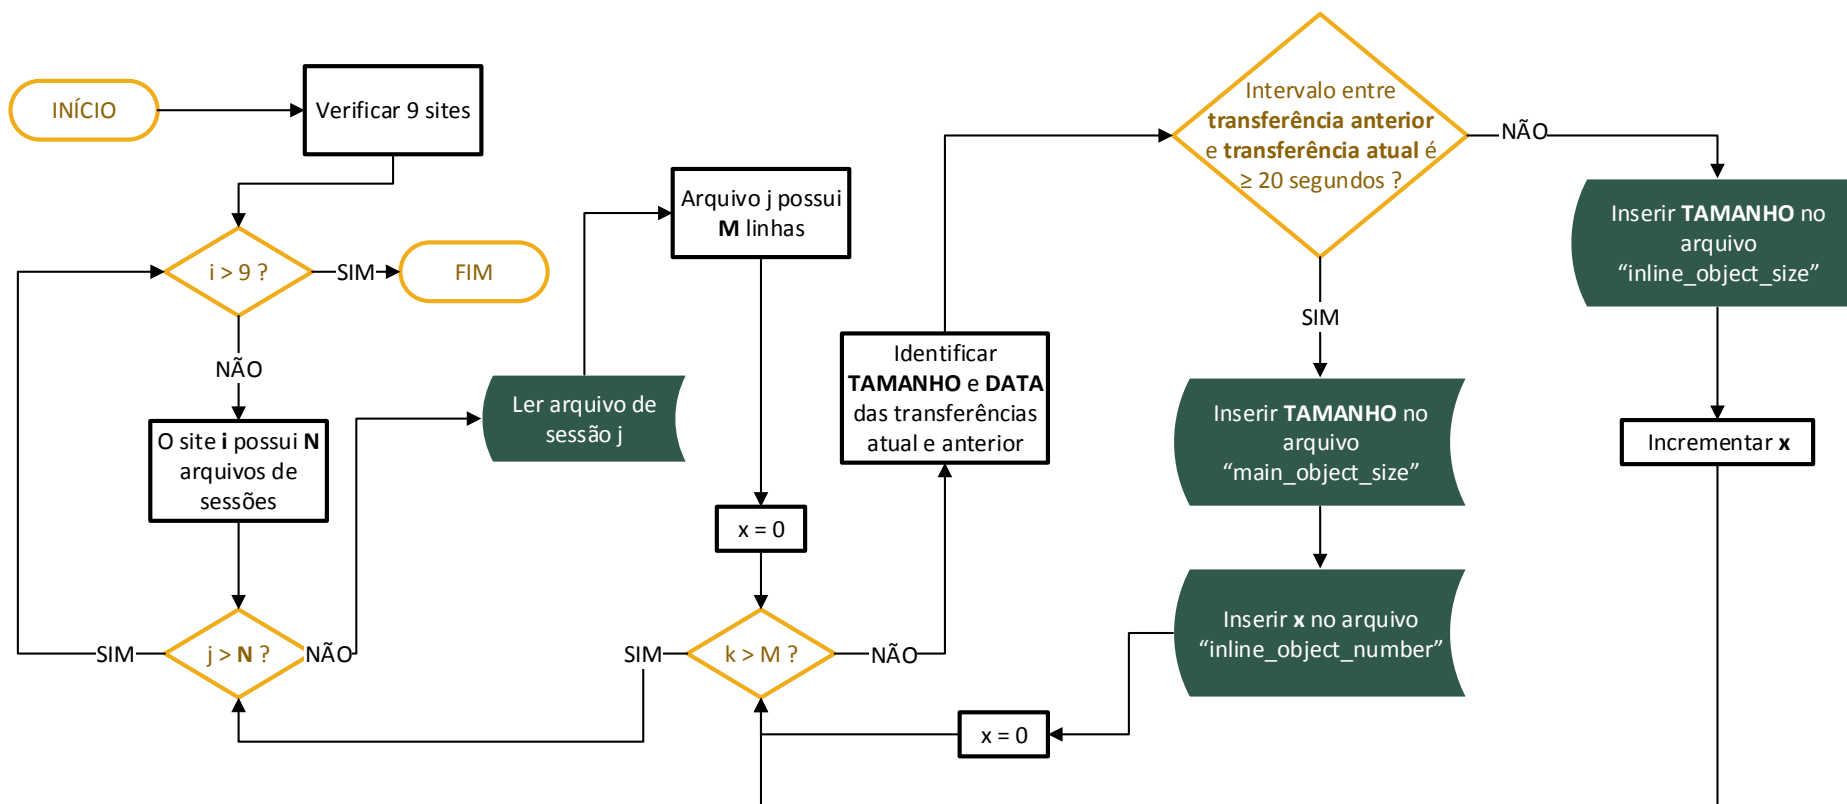 INÍCIO
Verificar 9 sites
i > 9 ?
SIM
FIM
NÃO
O site i possui N
arquivos de
sessões
j > N ?
SIM
NÃO
Ler arquivo de
sessão j
Arquivo j possui
M linhas
x = 0
k > M ?
SIM
NÃO
Identificar
TAMANHO e DATA
das transferências
atual e anterior
Intervalo entre
transferência anterior
e transferência atual é
≥ 20 segundos ?
SIM
NÃO
Inserir TAMANHO no
arquivo
“main_object_size”
Inserir x no arquivo
“inline_object_number”
x = 0
Inserir TAMANHO no
arquivo
“inline_object_size”
Incrementar x